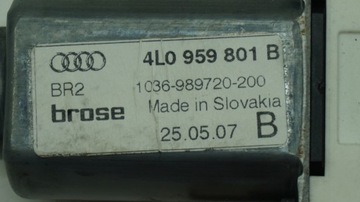 4L0 959 801 B
BR2 1036-989720-200
brose Made in Slovakia
25.05.07 B